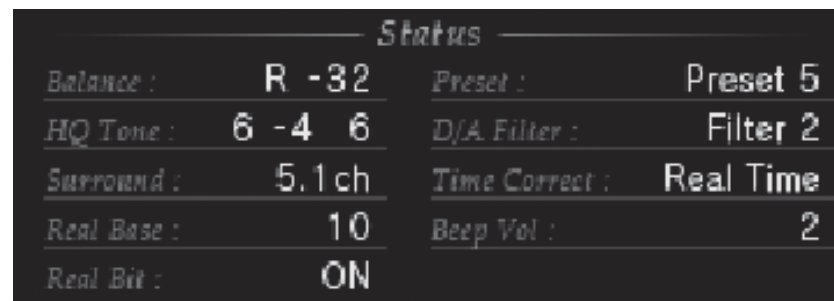 Status
Balance : R -32
Preset : Preset 5
HQ Tone : 6 -4 6
D/A Filter : Filter 2
Surround : 5.1ch
Time Correct : Real Time
Real Base : 10
Beep Vol : 2
Real Bit : ON